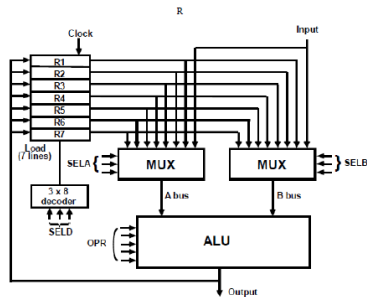 R
Clock
Input
R1
R2
R3
R4
R5
R6
R7
Load
(7 lines)
SELA
MUX
MUX
SELB
3 x 8
decoder
A bus
B bus
SELD
OPR
ALU
Output